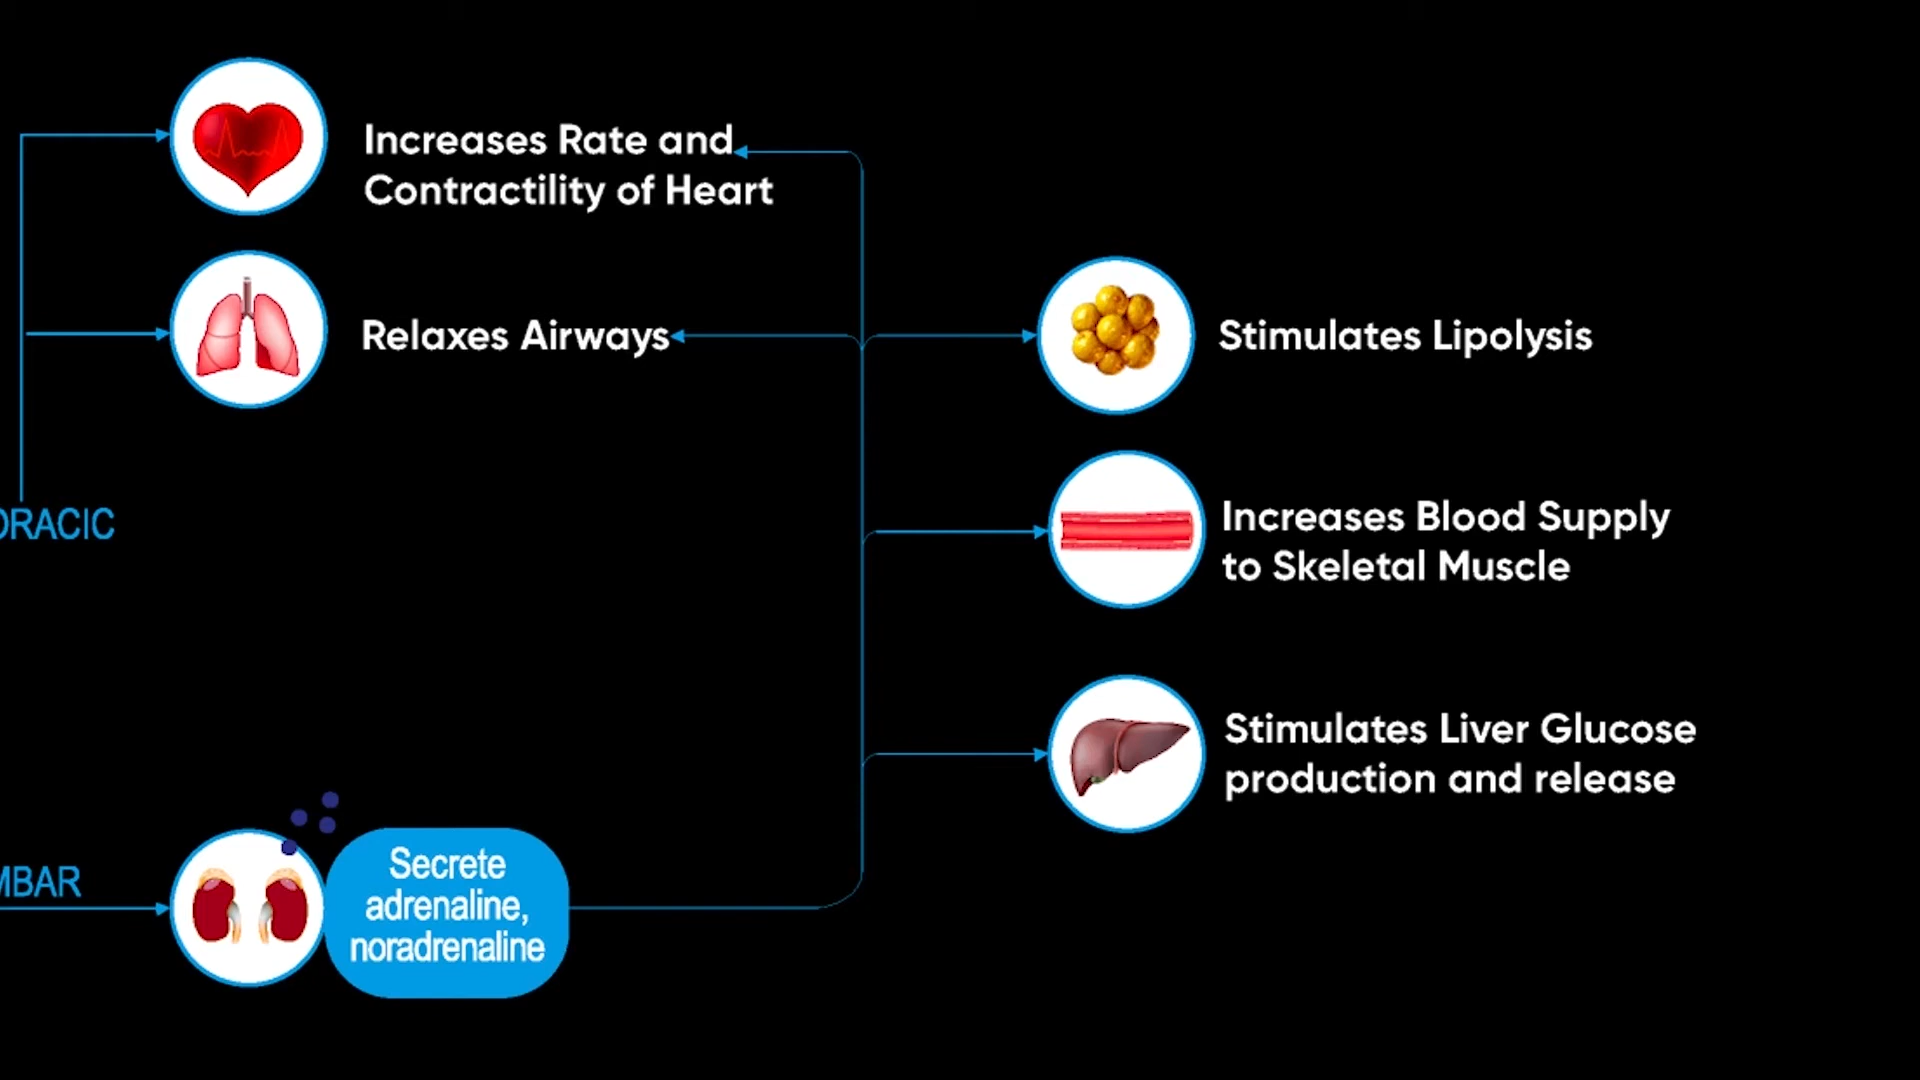 Increases Rate and
Contractility of Heart
Relaxes Airways
Stimulates Lipolysis
ORACIC
Increases Blood Supply
to Skeletal Muscle
Stimulates Liver Glucose
production and release
MBAR
Secrete
adrenaline,
noradrenaline